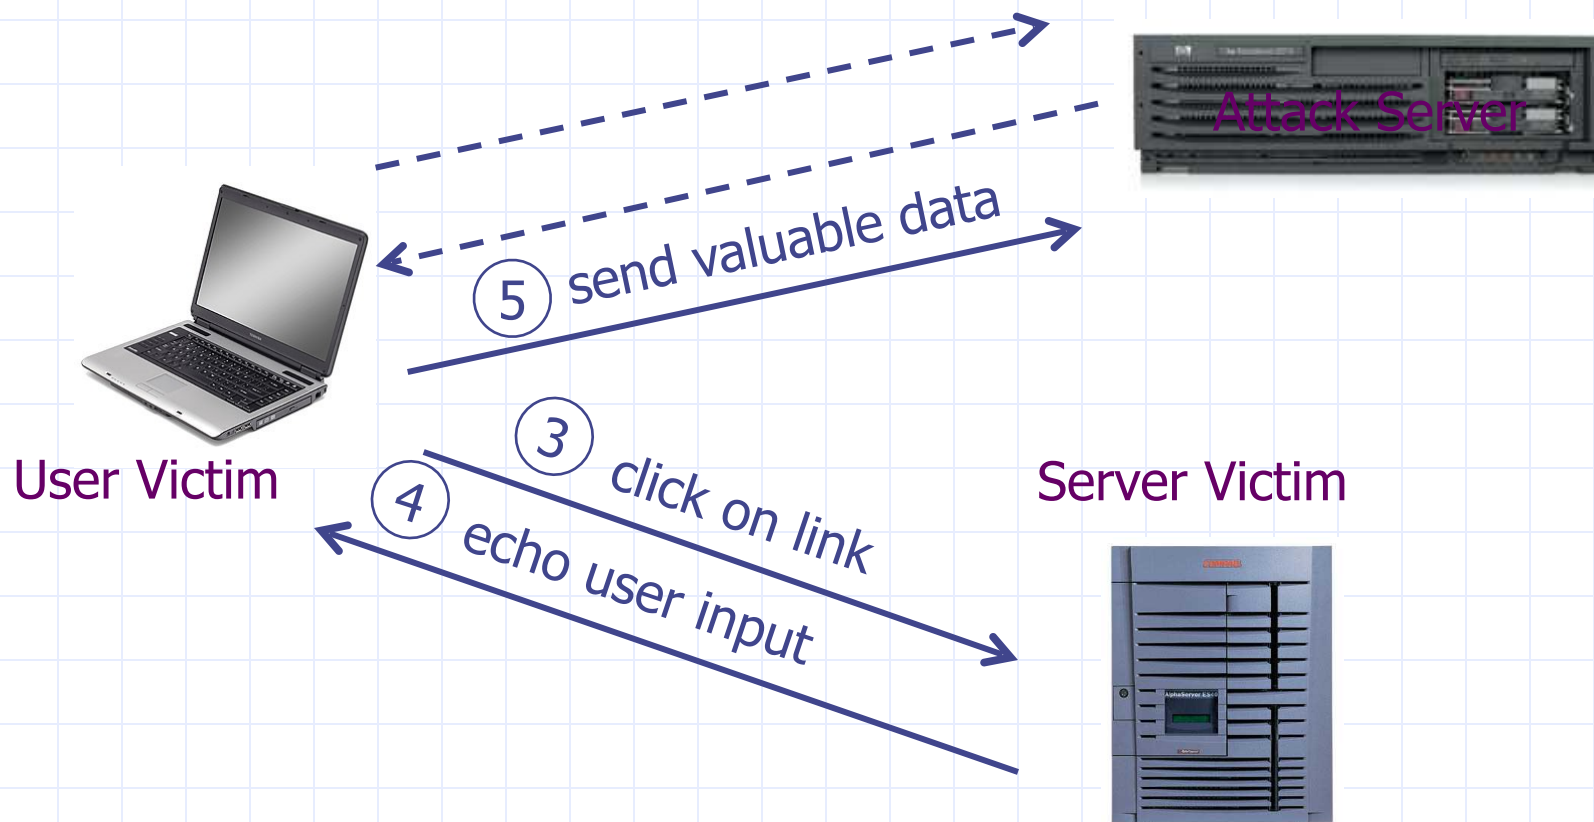 Attack Server
5 send valuable data
User Victim
3 click on link
4 echo user input
Server Victim